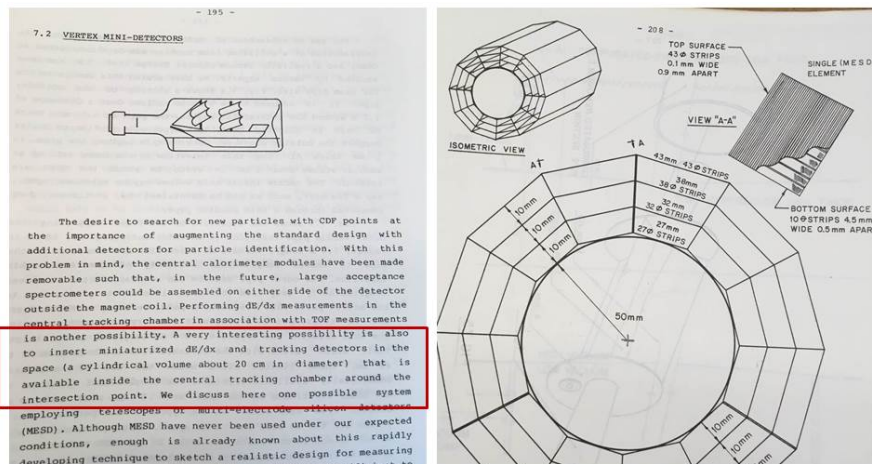 - 195 -
7.2 VERTEX MINI-DETECTORS
The desire to search for new particles with CDF points at
the importance of augmenting the standard design with
additional detectors for particle identification. With this
problem in mind, the central calorimeter modules have been made
removable such that, in the future, large acceptance
spectrometers could be assembled on either side of the detector
outside the magnet coil. Performing dE/dx measurements in the
central tracking chamber in association with TOF measurements
is another possibility. A very interesting possibility is also
to insert miniaturized dE/dx and tracking detectors in the
space (a cylindrical volume about 20 cm in diameter) that is
available inside the central tracking chamber around the
intersection point. We discuss here one possible system
employing telescopes of multi-electrode silicon detectors
(MESD). Although MESD have never been used under our expected
conditions, enough is already known about this rapidly
developing technique to sketch a realistic design for measuring
- 208 -
TOP SURFACE
43 Φ STRIPS
0.1 mm WIDE
0.9 mm APART
SINGLE (MESD
ELEMENT
VIEW "A-A"
ISOMETRIC VIEW
BOTTOM SURFACE
10 Θ STRIPS 4.5 mm
WIDE 0.5 mm APAR
A
A
43mm 43Φ STRIPS
38mm
38Φ STRIPS
32mm
32Φ STRIPS
27mm
27Φ STRIPS
10mm
10mm
10mm
50mm
10mm
10mm
10mm